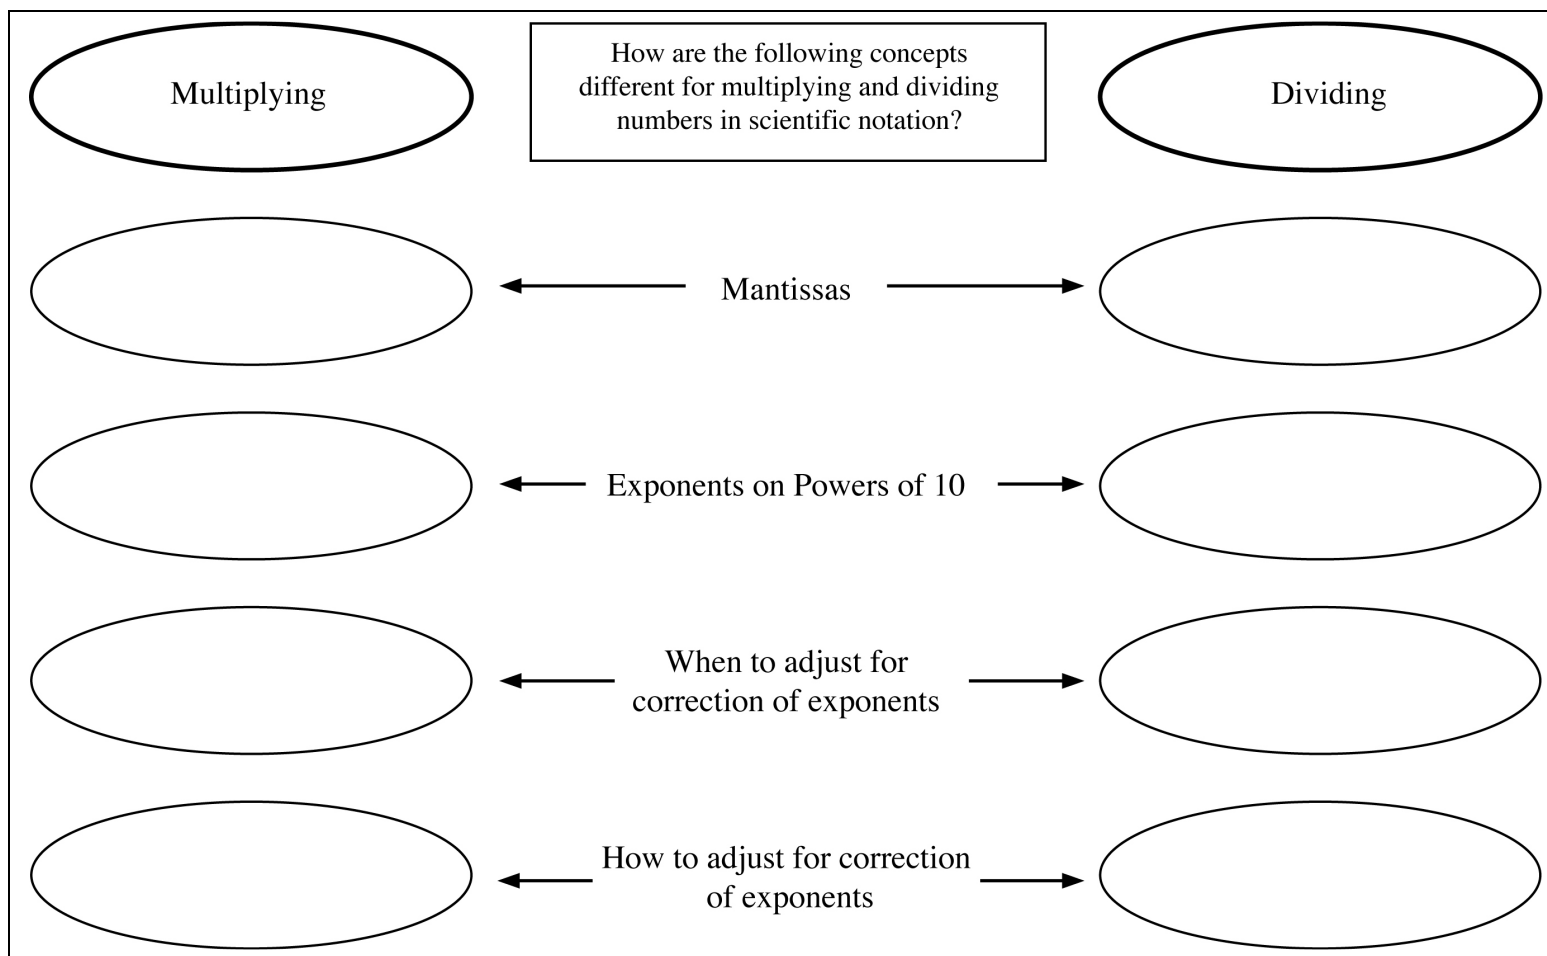 Multiplying
How are the following concepts
different for multiplying and dividing
numbers in scientific notation?
Dividing
Mantissas
Exponents on Powers of 10
When to adjust for
correction of exponents
How to adjust for correction
of exponents